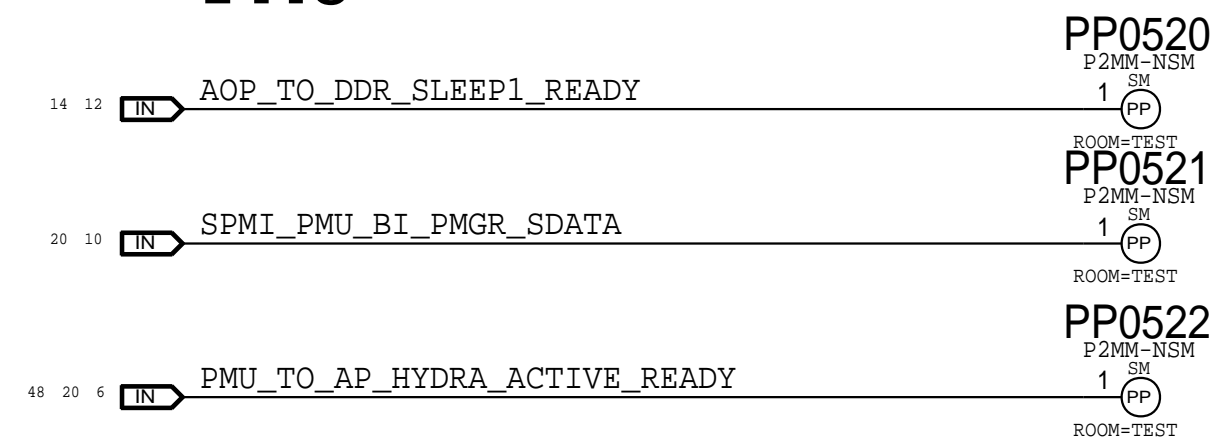 PP0520
P2MM-NSM
SM
14 12 IN AOP_TO_DDR_SLEEP1_READY 1 PP
ROOM=TEST
PP0521
P2MM-NSM
SM
20 10 IN SPMI_PMU_BI_PMGR_SDATA 1 PP
ROOM=TEST
PP0522
P2MM-NSM
SM
48 20 6 IN PMU_TO_AP_HYDRA_ACTIVE_READY 1 PP
ROOM=TEST